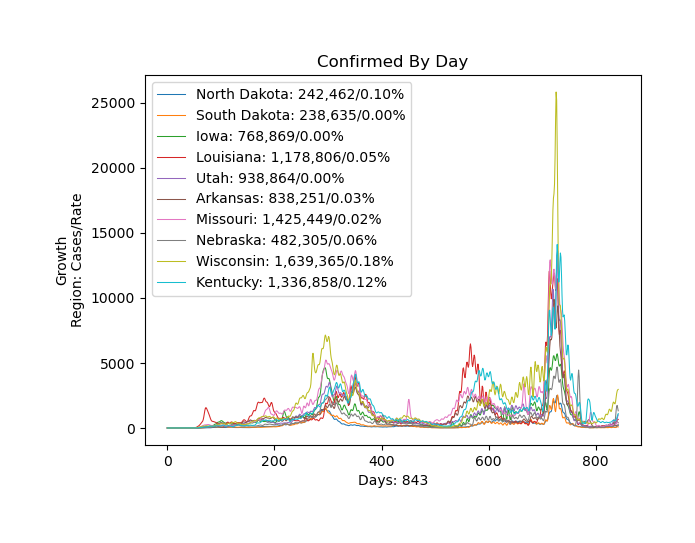 Confirmed By Day
25000
20000
15000
10000
5000
0
Growth
Region: Cases/Rate
North Dakota: 242,462/0.10%
South Dakota: 238,635/0.00%
Iowa: 768,869/0.00%
Louisiana: 1,178,806/0.05%
Utah: 938,864/0.00%
Arkansas: 838,251/0.03%
Missouri: 1,425,449/0.02%
Nebraska: 482,305/0.06%
Wisconsin: 1,639,365/0.18%
Kentucky: 1,336,858/0.12%
0 200 400 600 800
Days: 843